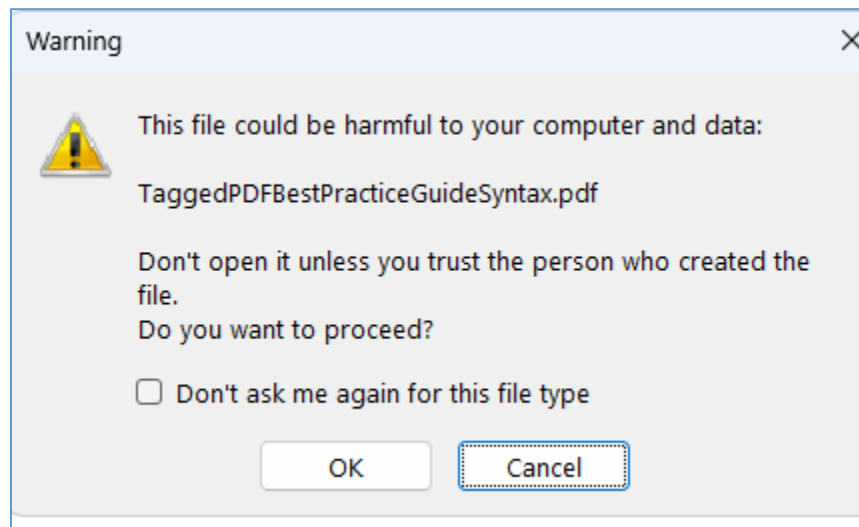 Warning
This file could be harmful to your computer and data:
TaggedPDFBestPracticeGuideSyntax.pdf
Don't open it unless you trust the person who created the
file.
Do you want to proceed?
Don't ask me again for this file type
OK
Cancel